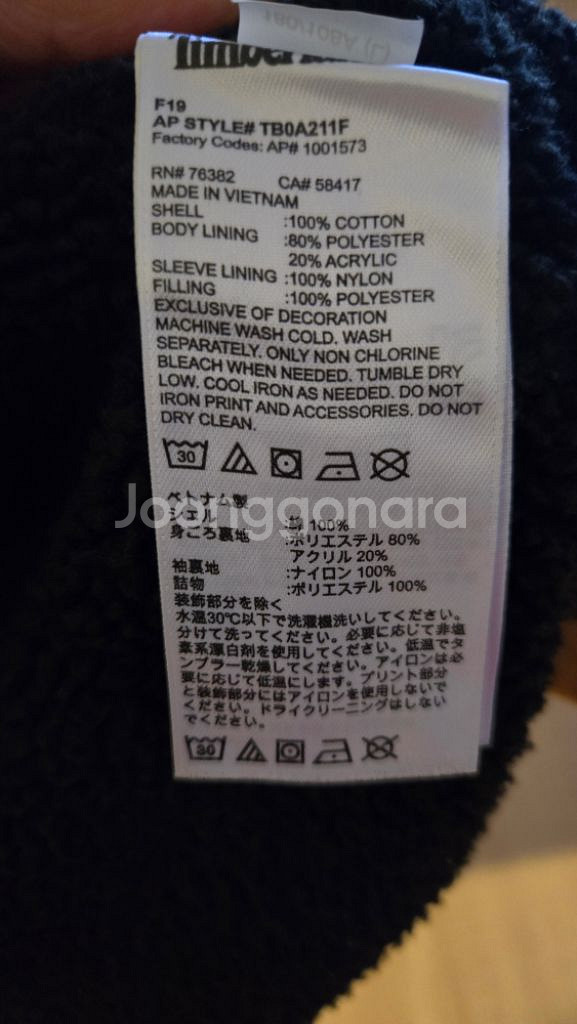 180/108A (L)
Timberland
F19
AP STYLE# TB0A211F
Factory Codes: AP# 1001573
RN# 76382 CA# 58417
MADE IN VIETNAM
SHELL :100% COTTON
BODY LINING :80% POLYESTER
20% ACRYLIC
SLEEVE LINING :100% NYLON
FILLING :100% POLYESTER
EXCLUSIVE OF DECORATION
MACHINE WASH COLD. WASH
SEPARATELY. ONLY NON CHLORINE
BLEACH WHEN NEEDED. TUMBLE DRY
LOW. COOL IRON AS NEEDED. DO NOT
IRON PRINT AND ACCESSORIES. DO NOT
DRY CLEAN.
30
ベトナム製
シェル :綿 100%
身ごろ裏地 :ポリエステル 80%
アクリル 20%
袖裏地 :ナイロン 100%
詰物 :ポリエステル 100%
装飾部分を除く
水温30℃以下で洗濯機洗いしてください。
分けて洗ってください。必要に応じて非塩
素系漂白剤を使用してください。低温でタ
ンブラー乾燥してください。アイロンは必
要に応じて低温にします。プリント部分
と装飾部分にはアイロンを使用しないで
ください。ドライクリーニングはしない
でください。
30
Joonggonara